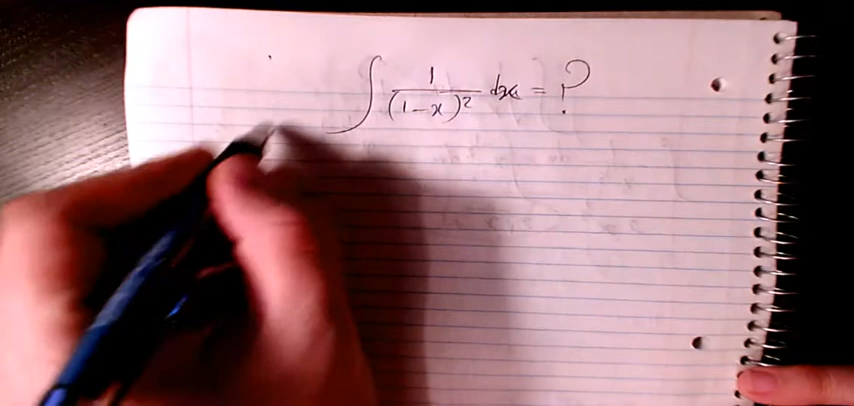 ∫ 1/(1-x)² dx = ?